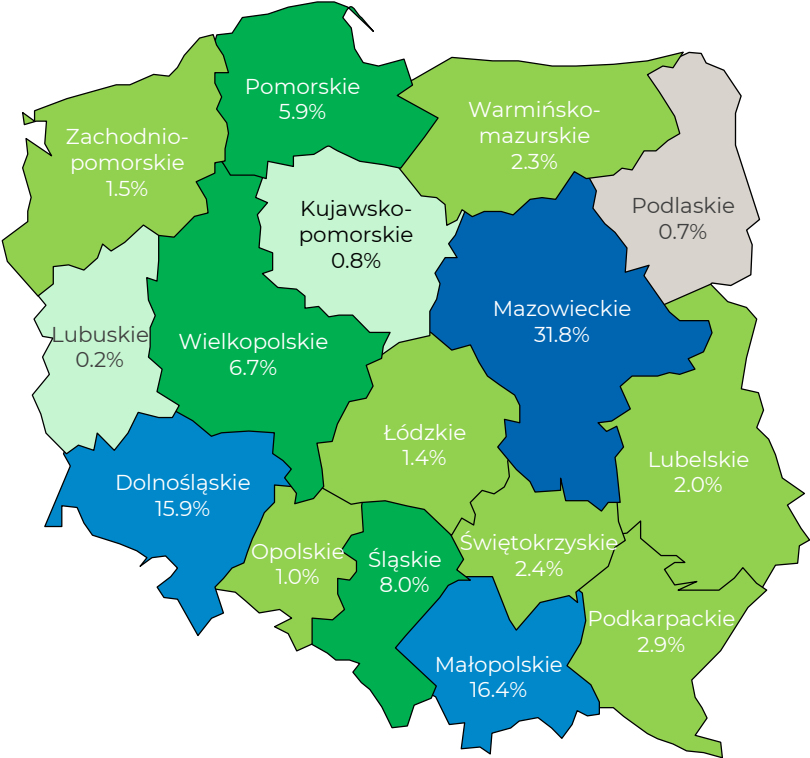 Pomorskie
5.9%
Warmińsko-
mazurskie
2.3%
Zachodnio-
pomorskie
1.5%
Podlaskie
0.7%
Kujawsko-
pomorskie
0.8%
Mazowieckie
31.8%
Lubuskie
0.2%
Wielkopolskie
6.7%
Łódzkie
1.4%
Lubelskie
2.0%
Dolnośląskie
15.9%
Opolskie
1.0%
Śląskie
8.0%
Świętokrzyskie
2.4%
Podkarpackie
2.9%
Małopolskie
16.4%